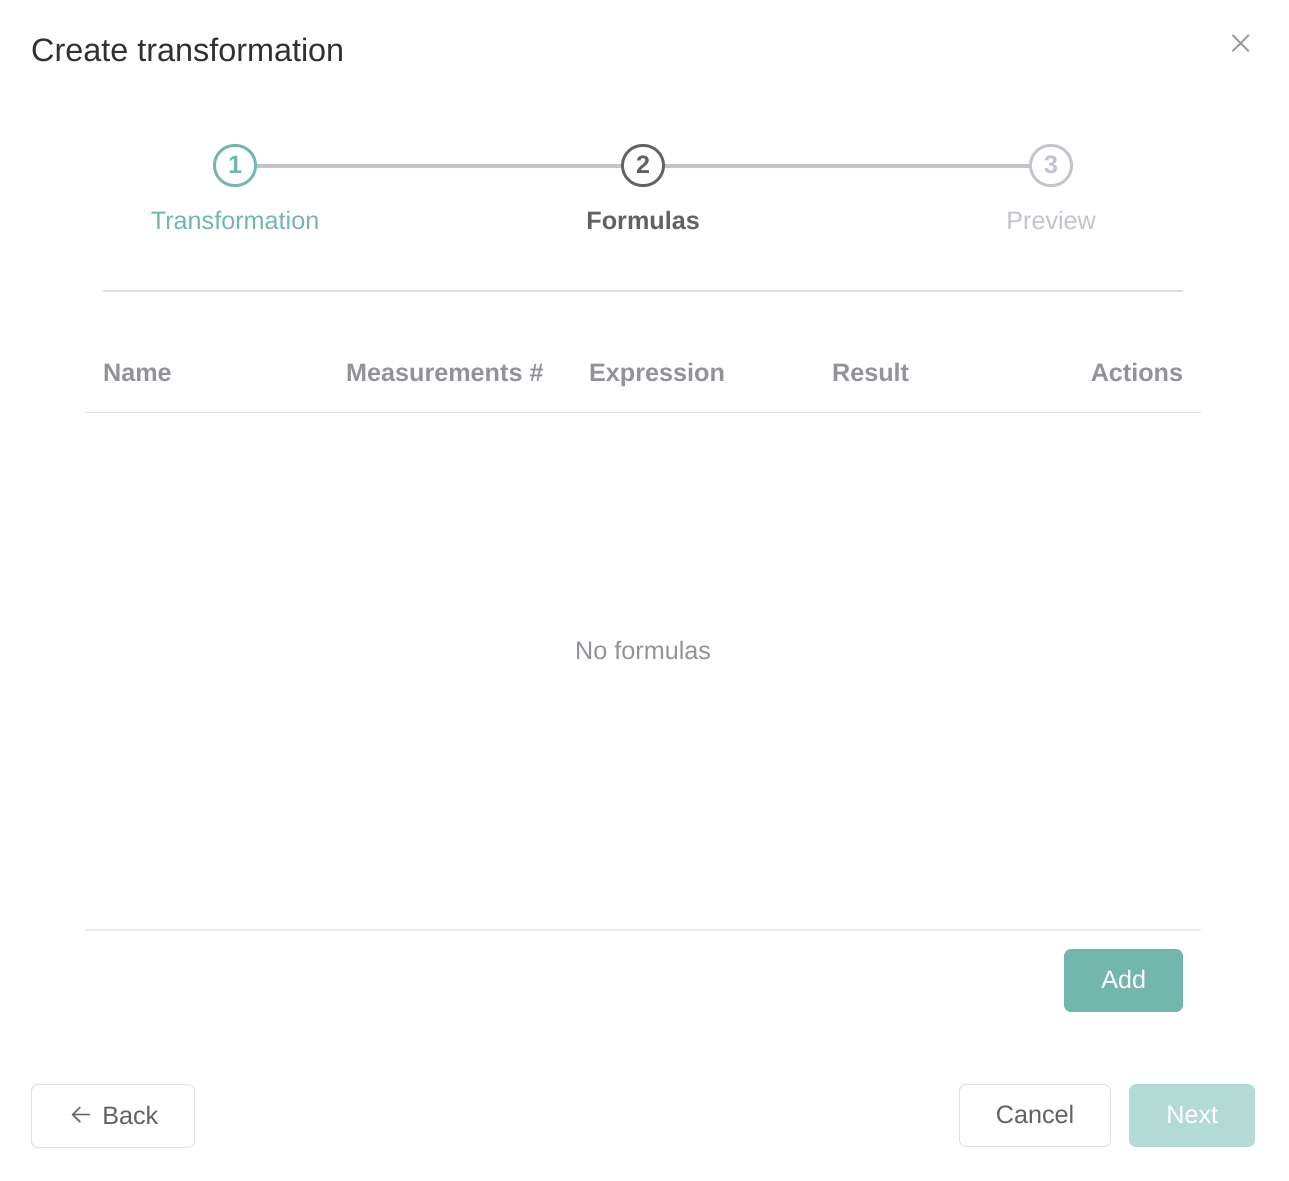 Create transformation
1 2 3
Transformation Formulas Preview
Name Measurements # Expression Result Actions
No formulas
Add
Back Cancel Next